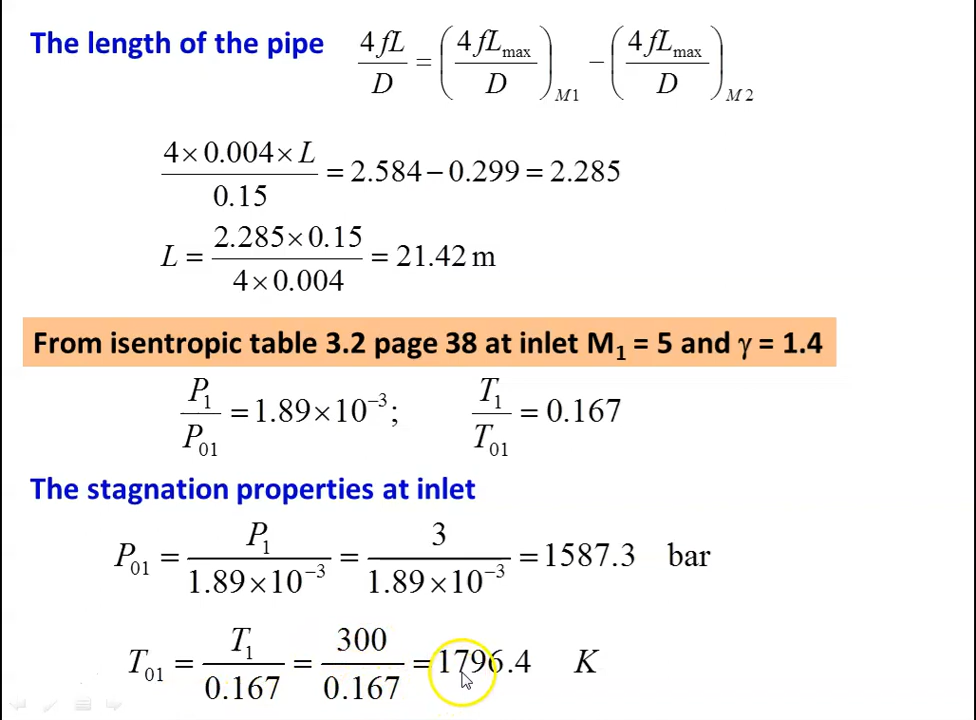 The length of the pipe 4fL/D = (4fLmax/D)M1 − (4fLmax/D)M2
4×0.004×L/0.15 = 2.584−0.299 = 2.285
L = 2.285×0.15/4×0.004 = 21.42 m
From isentropic table 3.2 page 38 at inlet M₁ = 5 and γ = 1.4
P₁/P₀₁ = 1.89×10⁻³; T₁/T₀₁ = 0.167
The stagnation properties at inlet
P₀₁ = P₁/1.89×10⁻³ = 3/1.89×10⁻³ = 1587.3 bar
T₀₁ = T₁/0.167 = 300/0.167 = 1796.4 K